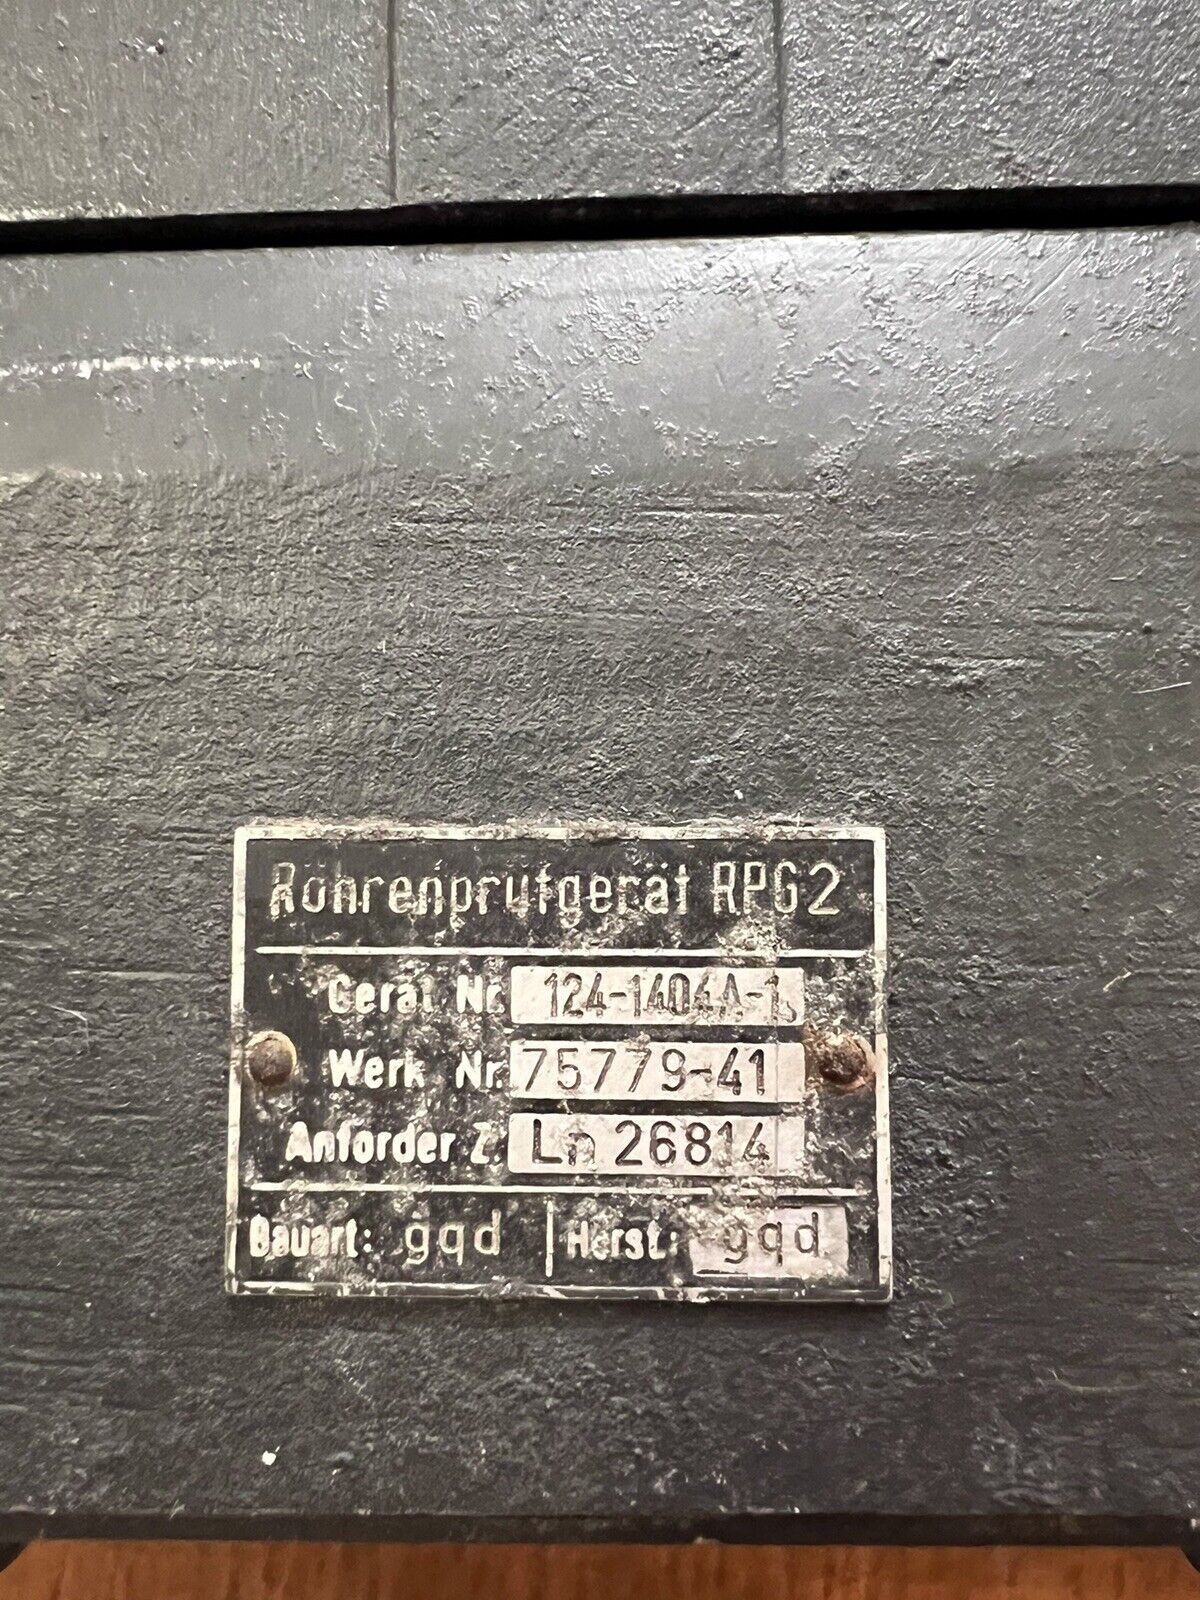 Röhrenprüfgerät RPG2
Gerät Nr. 124-1404A-1
Werk Nr. 75779-41
Anforder Z. Ln 26814
Bauart: gqd | Herst.: gqd